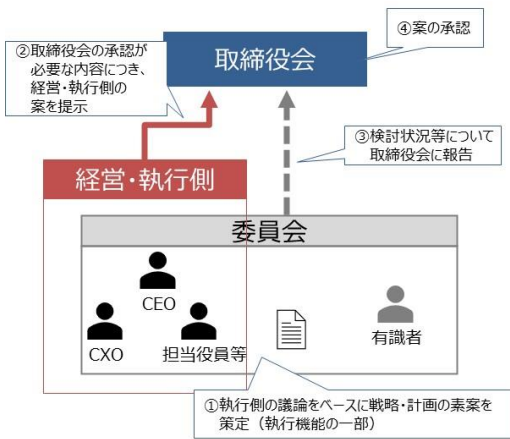 ④案の承認
②取締役会の承認が
必要な内容につき、
経営・執行側の
案を提示
取締役会
③検討状況等について
取締役会に報告
経営・執行側
委員会
CEO
CXO
担当役員等
有識者
①執行側の議論をベースに戦略・計画の素案を
策定（執行機能の一部）